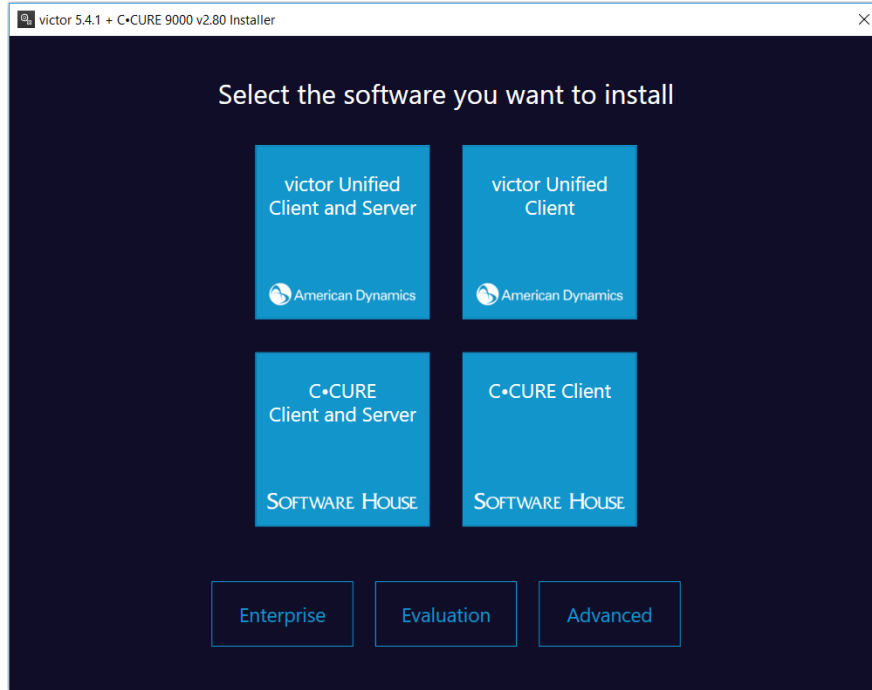 victor 5.4.1 + C•CURE 9000 v2.80 Installer
Select the software you want to install
victor Unified
Client and Server
American Dynamics
victor Unified
Client
American Dynamics
C•CURE
Client and Server
SOFTWARE HOUSE
C•CURE Client
SOFTWARE HOUSE
Enterprise
Evaluation
Advanced